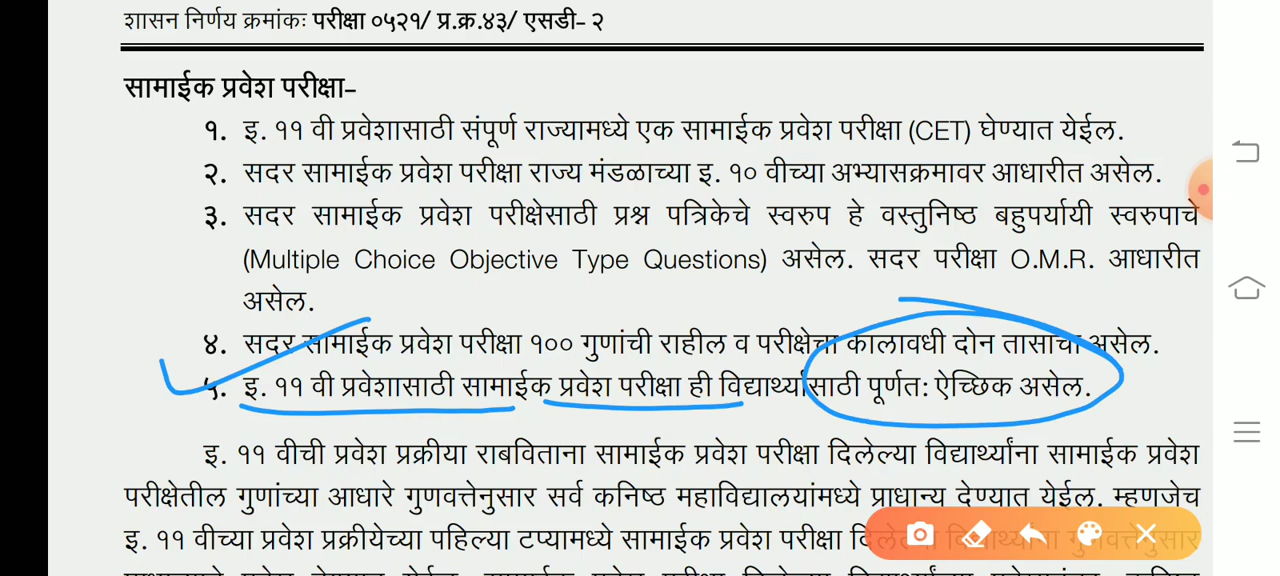 शासन निर्णय क्रमांकः परीक्षा ०५२१/ प्र.क्र.४३/ एसडी- २
सामाईक प्रवेश परीक्षा-
१. इ. ११ वी प्रवेशासाठी संपूर्ण राज्यामध्ये एक सामाईक प्रवेश परीक्षा (CET) घेण्यात येईल.
२. सदर सामाईक प्रवेश परीक्षा राज्य मंडळाच्या इ. १० वीच्या अभ्यासक्रमावर आधारीत असेल.
३. सदर सामाईक प्रवेश परीक्षेसाठी प्रश्न पत्रिकेचे स्वरुप हे वस्तुनिष्ठ बहुपर्यायी स्वरुपाचे
(Multiple Choice Objective Type Questions) असेल. सदर परीक्षा O.M.R. आधारीत
असेल.
४. सदर सामाईक प्रवेश परीक्षा १०० गुणांची राहील व परीक्षेचा कालावधी दोन तासाचा असेल.
५. इ. ११ वी प्रवेशासाठी सामाईक प्रवेश परीक्षा ही विद्यार्थ्यांसाठी पूर्णत: ऐच्छिक असेल.
इ. ११ वीची प्रवेश प्रक्रीया राबविताना सामाईक प्रवेश परीक्षा दिलेल्या विद्यार्थ्यांना सामाईक प्रवेश
परीक्षेतील गुणांच्या आधारे गुणवत्तेनुसार सर्व कनिष्ठ महाविद्यालयांमध्ये प्राधान्य देण्यात येईल. म्हणजेच
इ. ११ वीच्या प्रवेश प्रक्रीयेच्या पहिल्या टप्यामध्ये सामाईक प्रवेश परीक्षा